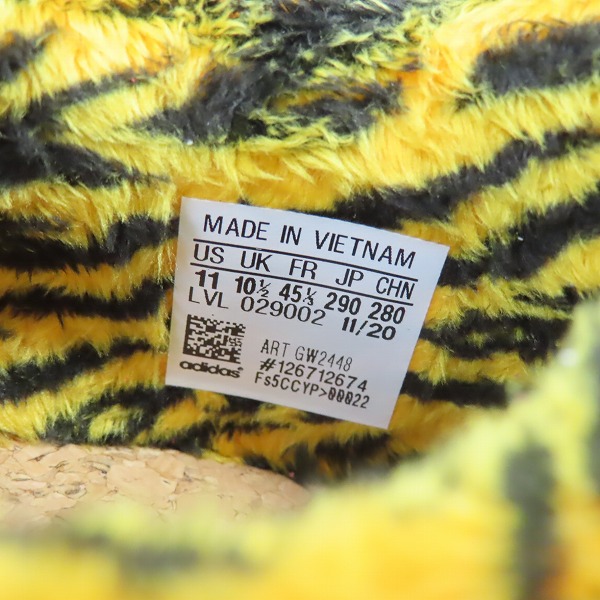 MADE IN VIETNAM
US UK FR JP CHN
11 10½ 45⅓ 290 280
LVL 029002 11/20
adidas
ART GW2448
#126712674
Fs5CCYP>00022